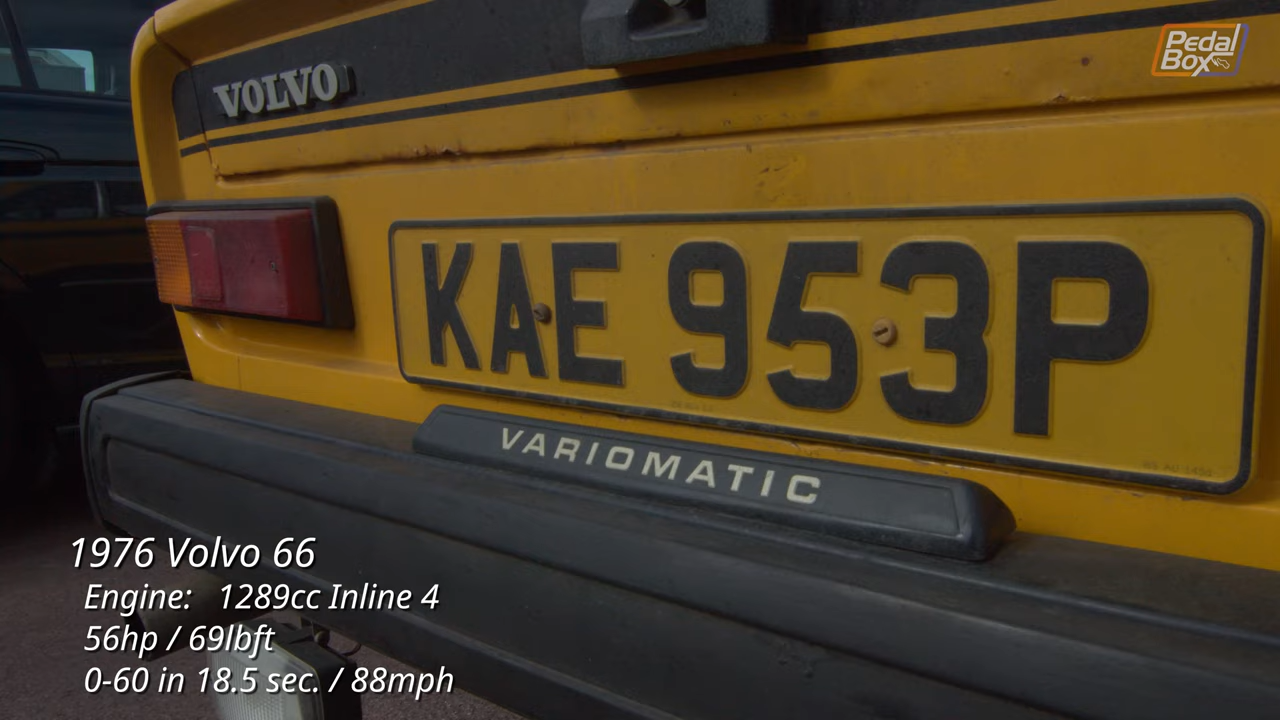 Pedal
Box
VOLVO
KAE 953P
VARIOMATIC
1976 Volvo 66
Engine: 1289cc Inline 4
56hp / 69lbft
0-60 in 18.5 sec. / 88mph